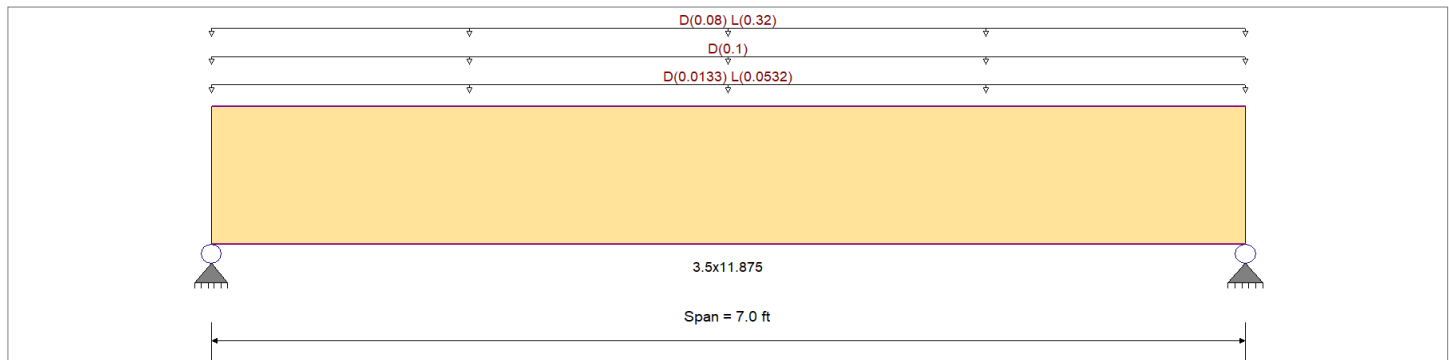 D(0.08) L(0.32)
D(0.1)
D(0.0133) L(0.0532)
3.5x11.875
Span = 7.0 ft